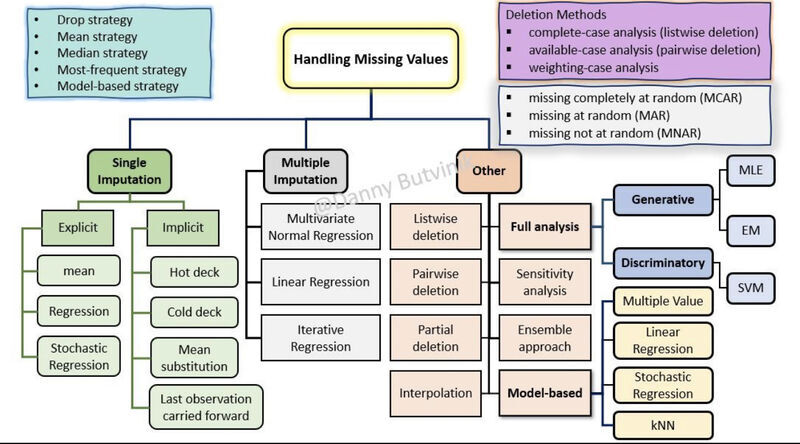 Drop strategy
Mean strategy
Median strategy
Most-frequent strategy
Model-based strategy
Handling Missing Values
Deletion Methods
complete-case analysis (listwise deletion)
available-case analysis (pairwise deletion)
weighting-case analysis
missing completely at random (MCAR)
missing at random (MAR)
missing not at random (MNAR)
Single
Imputation
Explicit
mean
Regression
Stochastic
Regression
Implicit
Hot deck
Cold deck
Mean
substitution
Last observation
carried forward
Multiple
Imputation
Multivariate
Normal Regression
Linear Regression
Iterative
Regression
Other
Listwise
deletion
Pairwise
deletion
Partial
deletion
Interpolation
Full analysis
Sensitivity
analysis
Ensemble
approach
Model-based
Generative
MLE
EM
Discriminatory
SVM
Multiple Value
Linear
Regression
Stochastic
Regression
kNN
@Danny Butvinik